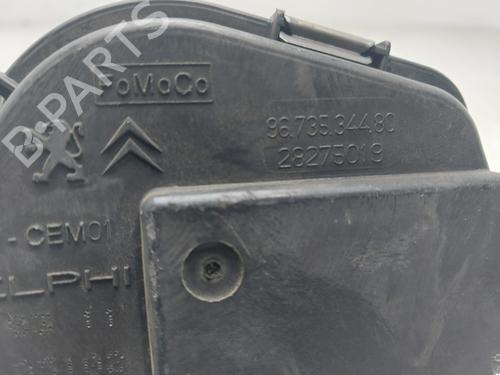 B-PARTS
FoMoCo
96.735.344.80
28275019
- CEM01
ELPHI